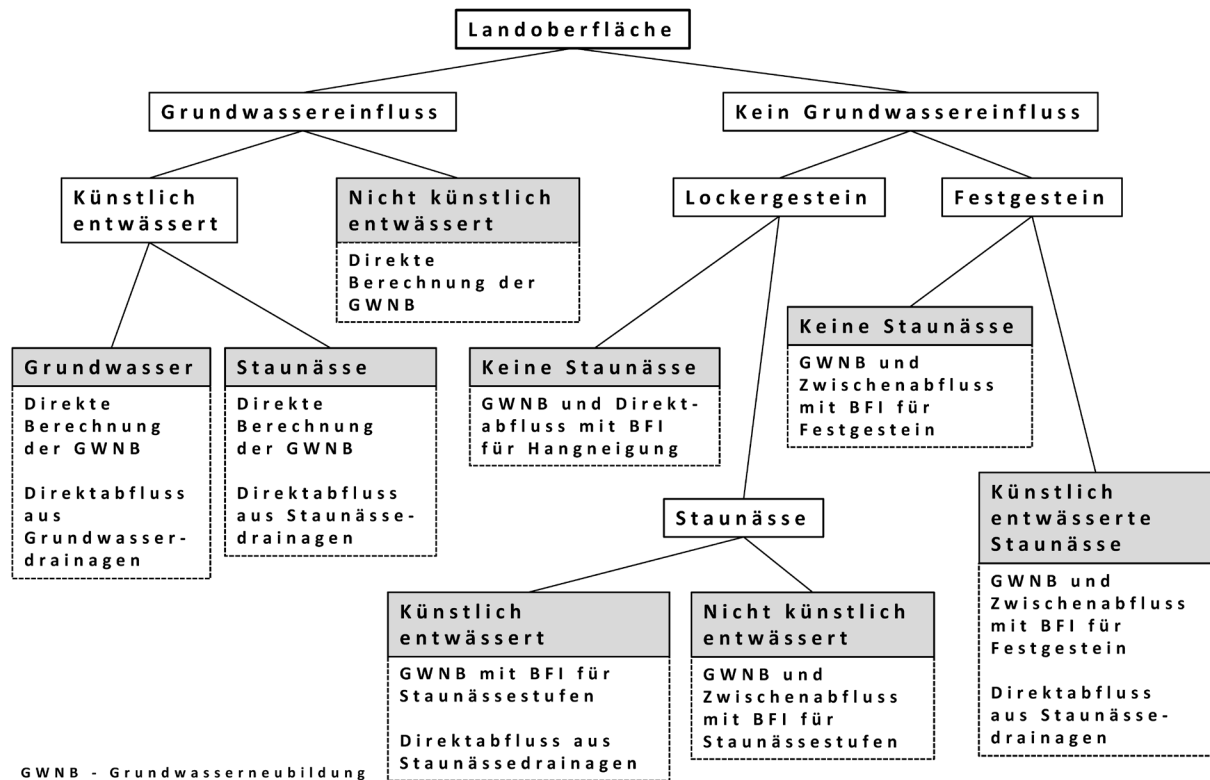 Landoberfläche
Grundwassereinfluss
Kein Grundwassereinfluss
Künstlich
entwässert
Nicht künstlich
entwässert
Direkte
Berechnung der
GWNB
Lockergestein
Festgestein
Grundwasser
Direkte
Berechnung
der GWNB
Direktabfluss
aus
Grundwasser-
drainagen
Staunässe
Direkte
Berechnung
der GWNB
Direktabfluss
aus Staunässe-
drainagen
Keine Staunässe
GWNB und Direkt-
abfluss mit BFI
für Hangneigung
Keine Staunässe
GWNB und
Zwischenabfluss
mit BFI für
Festgestein
Staunässe
Künstlich
entwässerte
Staunässe
GWNB und
Zwischenabfluss
mit BFI für
Festgestein
Direktabfluss
aus Staunässe-
drainagen
Künstlich
entwässert
GWNB mit BFI für
Staunässestufen
Direktabfluss aus
Staunässedrainagen
Nicht künstlich
entwässert
GWNB und
Zwischenabfluss
mit BFI für
Staunässestufen
GWNB - Grundwasserneubildung